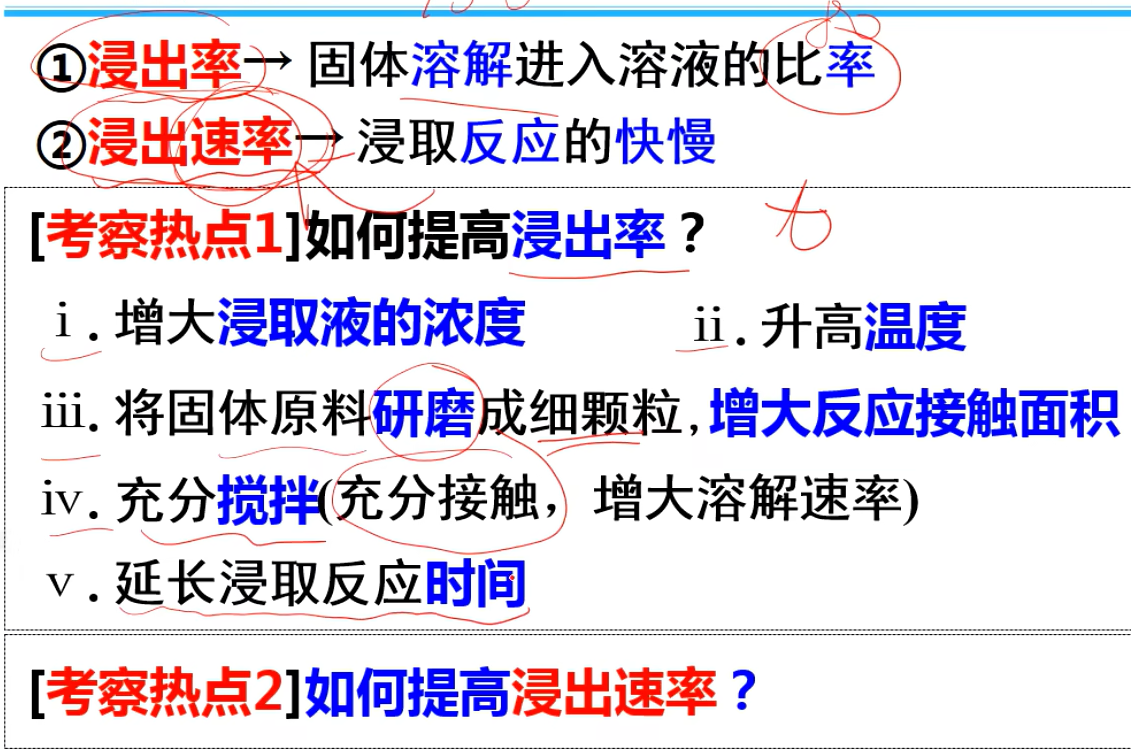 ①浸出率→固体溶解进入溶液的比率
②浸出速率→浸取反应的快慢
[考察热点1]如何提高浸出率？
ⅰ.增大浸取液的浓度 ⅱ.升高温度
ⅲ.将固体原料研磨成细颗粒,增大反应接触面积
ⅳ.充分搅拌(充分接触，增大溶解速率)
ⅴ.延长浸取反应时间
[考察热点2]如何提高浸出速率？